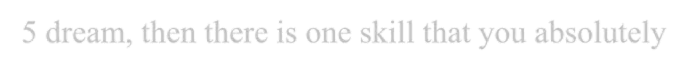 5 dream, then there is one skill that you absolutely